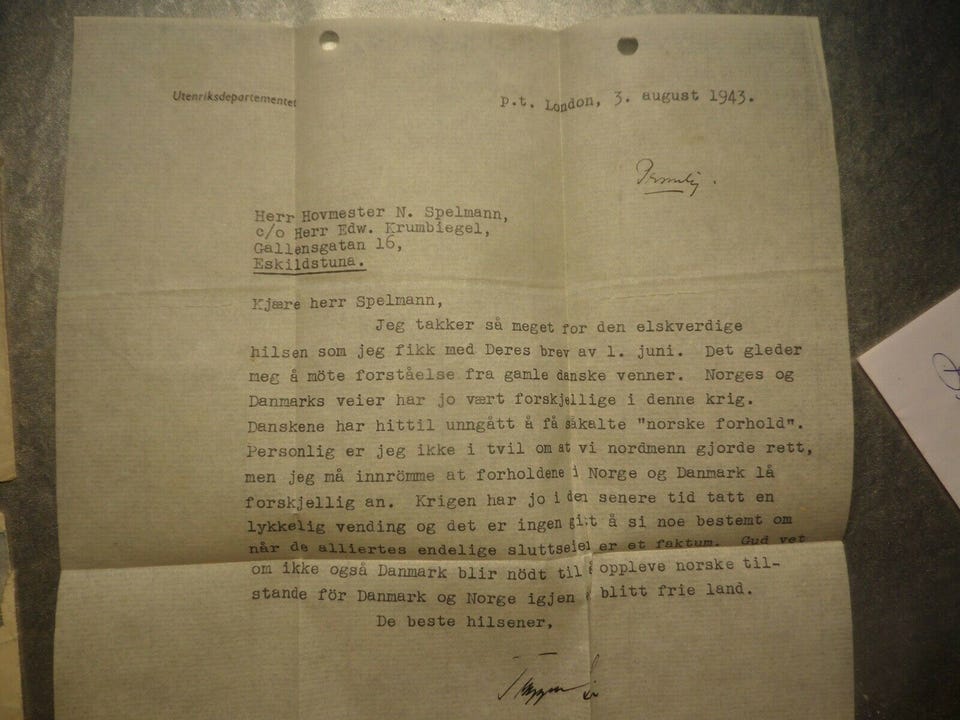 Utenriksdepartementet
p.t. London, 3. august 1943.
Personlig.
Herr Hovmester N. Spelmann,
c/o Herr Edw. Krumbiegel,
Gallensgatan 16,
Eskildstuna.
Kjære herr Spelmann,
Jeg takker så meget for den elskverdige
hilsen som jeg fikk med Deres brev av 1. juni. Det gleder
meg å möte forståelse fra gamle danske venner. Norges og
Danmarks veier har jo vært forskjellige i denne krig.
Danskene har hittil unngått å få såkalte "norske forhold".
Personlig er jeg ikke i tvil om at vi nordmenn gjorde rett,
men jeg må innrömme at forholdene i Norge og Danmark lå
forskjellig an. Krigen har jo i den senere tid tatt en
lykkelig vending og det er ingen gitt å si noe bestemt om
når de alliertes endelige sluttseier er et faktum. Gud vet
om ikke også Danmark blir nödt til å oppleve norske til-
stande för Danmark og Norge igjen er blitt frie land.
De beste hilsener,